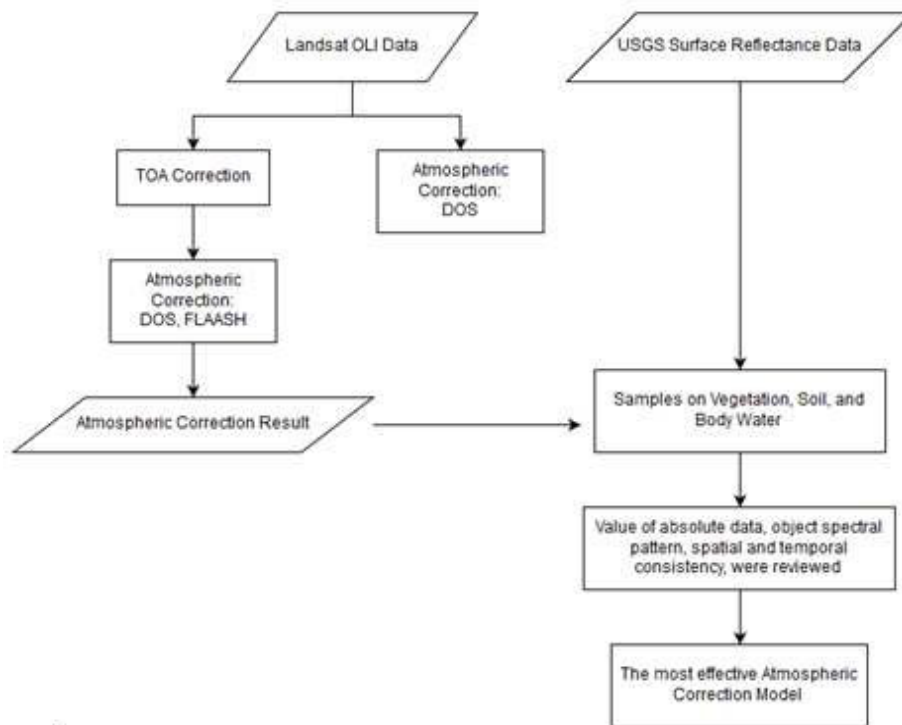 Landsat OLI Data
USGS Surface Reflectance Data
TOA Correction
Atmospheric
Correction:
DOS
Atmospheric
Correction:
DOS, FLAASH
Atmospheric Correction Result
Samples on Vegetation, Soil, and
Body Water
Value of absolute data, object spectral
pattern, spatial and temporal
consistency, were reviewed
The most effective Atmospheric
Correction Model